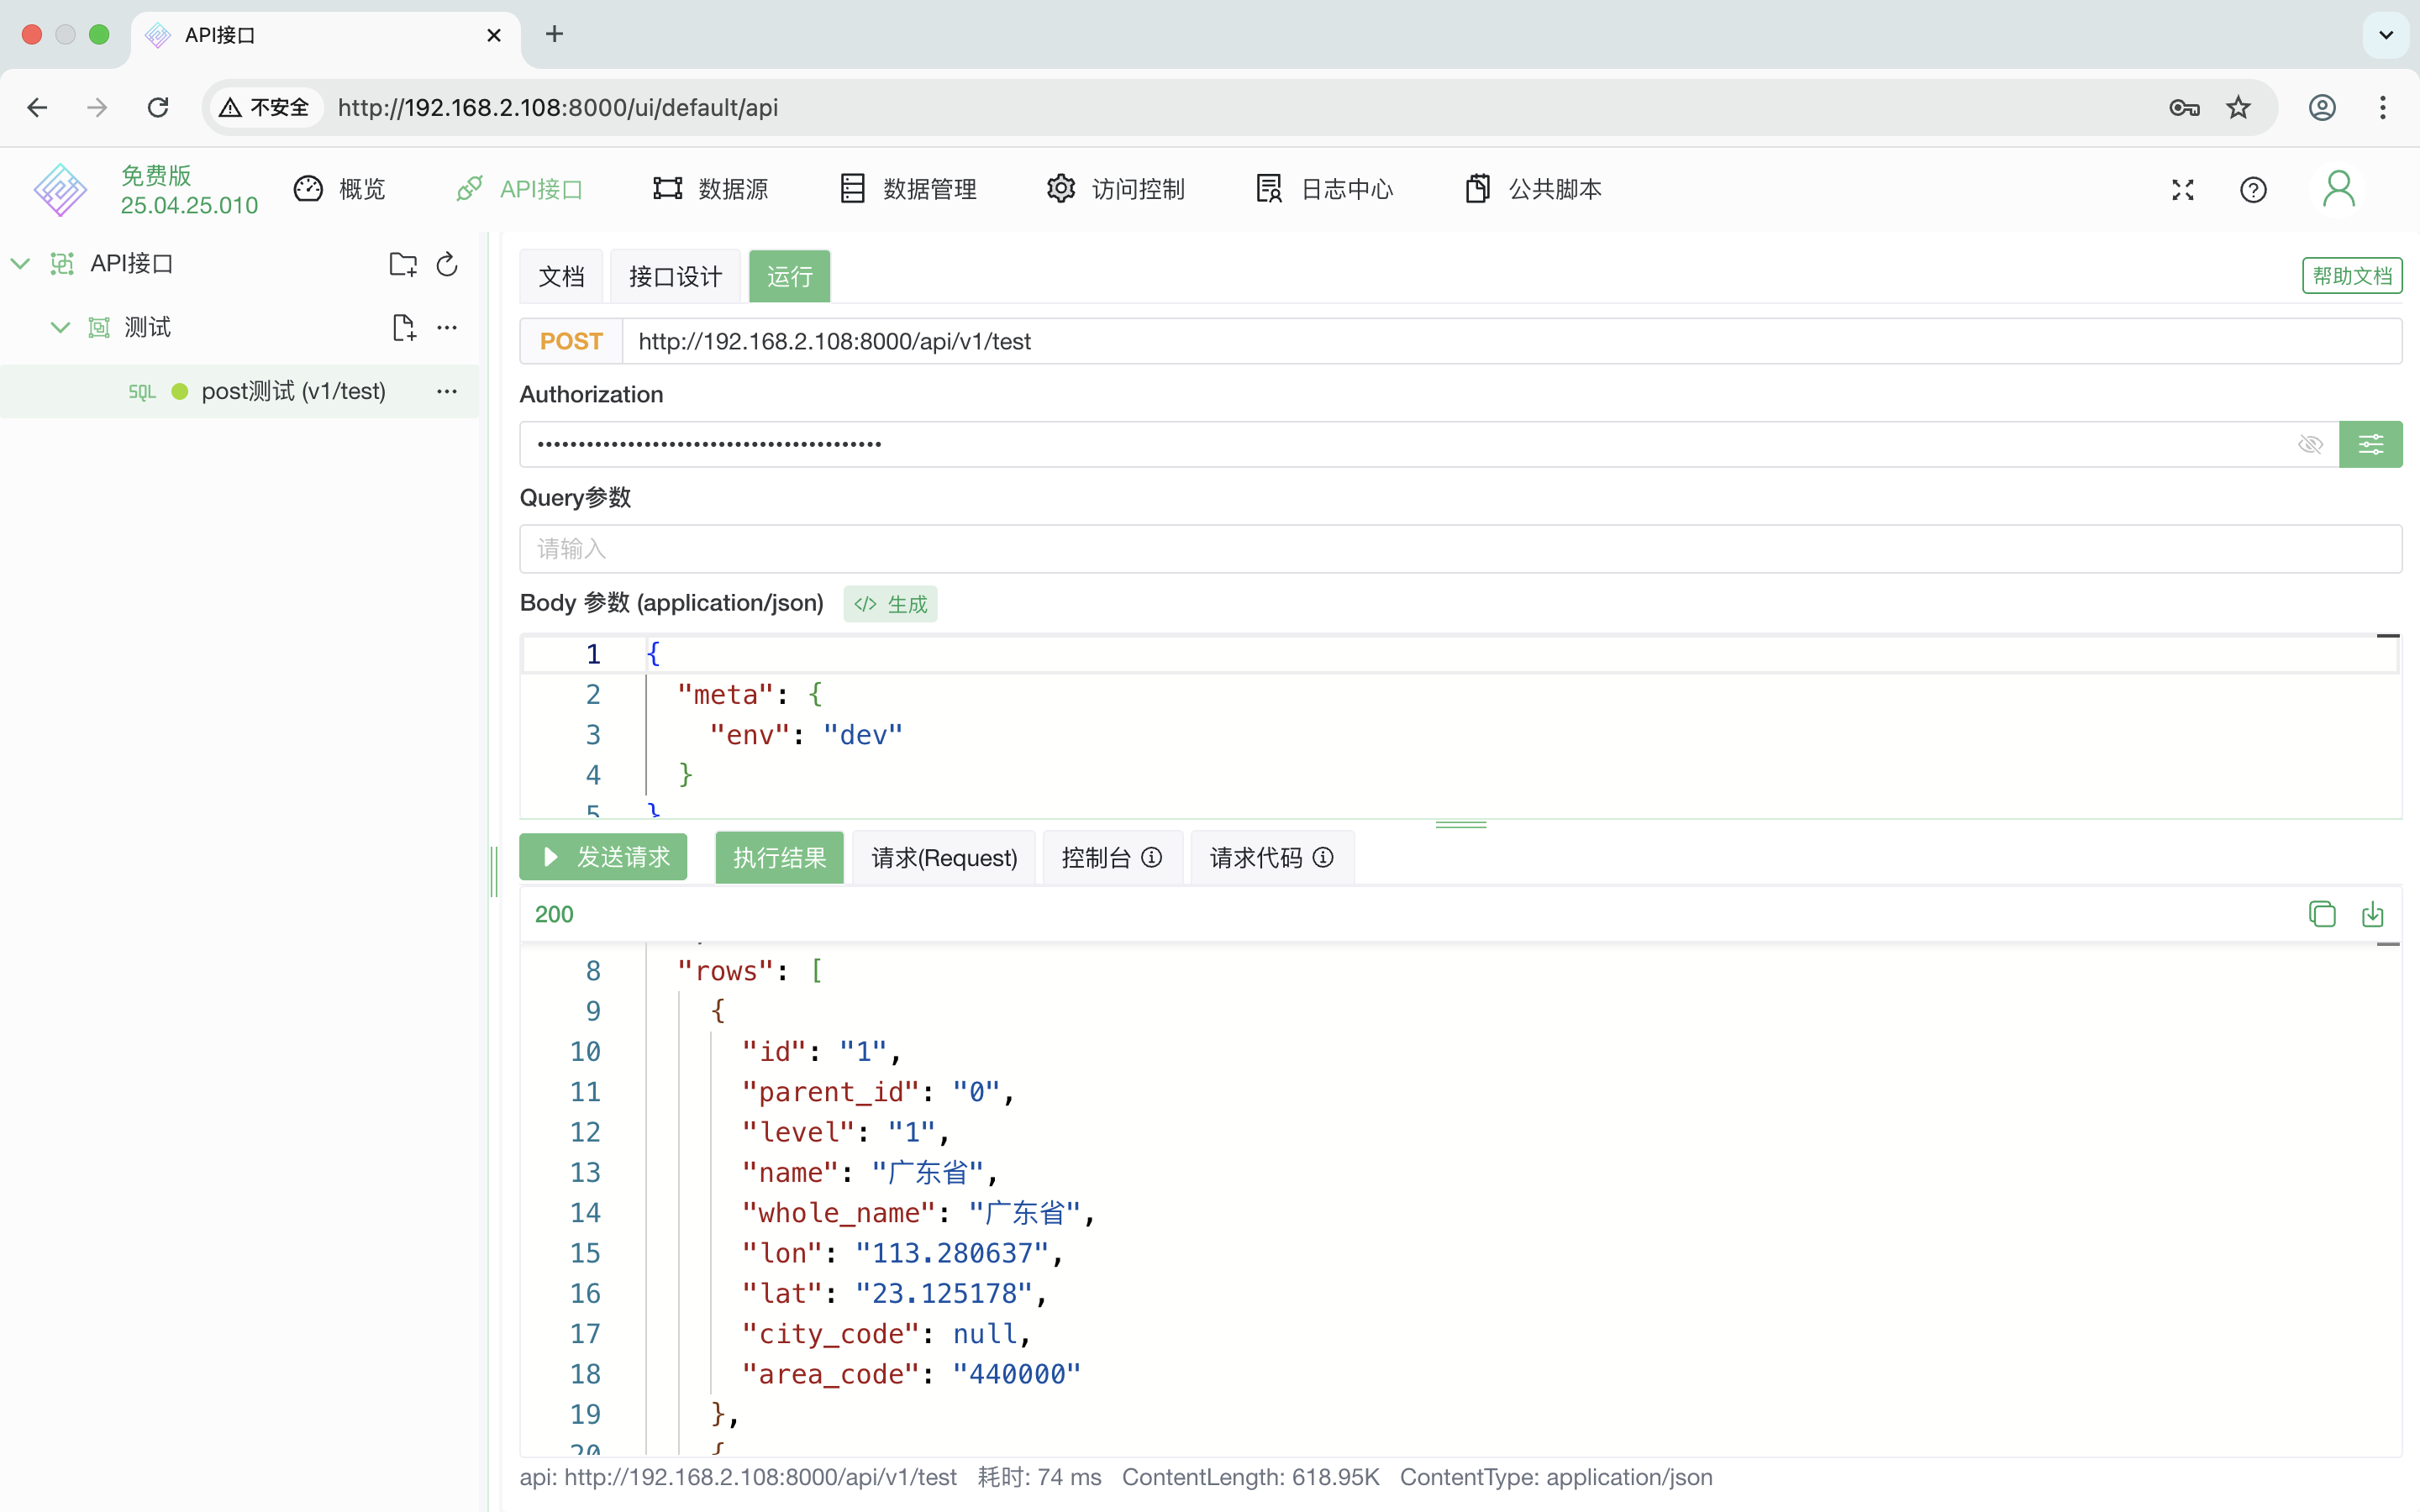 API接口
不安全
http://192.168.2.108:8000/ui/default/api
免费版
25.04.25.010
概览
API接口
数据源
数据管理
访问控制
日志中心
公共脚本
API接口
测试
SQL
post测试 (v1/test)
文档
接口设计
运行
帮助文档
POST
http://192.168.2.108:8000/api/v1/test
Authorization
Query参数
请输入
Body 参数 (application/json)
</> 生成
1 {
2 "meta": {
3 "env": "dev"
4 }
5 }
发送请求
执行结果
请求(Request)
控制台
请求代码
200
8 "rows": [
9 {
10 "id": "1",
11 "parent_id": "0",
12 "level": "1",
13 "name": "广东省",
14 "whole_name": "广东省",
15 "lon": "113.280637",
16 "lat": "23.125178",
17 "city_code": null,
18 "area_code": "440000"
19 },
20 {
api: http://192.168.2.108:8000/api/v1/test 耗时: 74 ms ContentLength: 618.95K ContentType: application/json